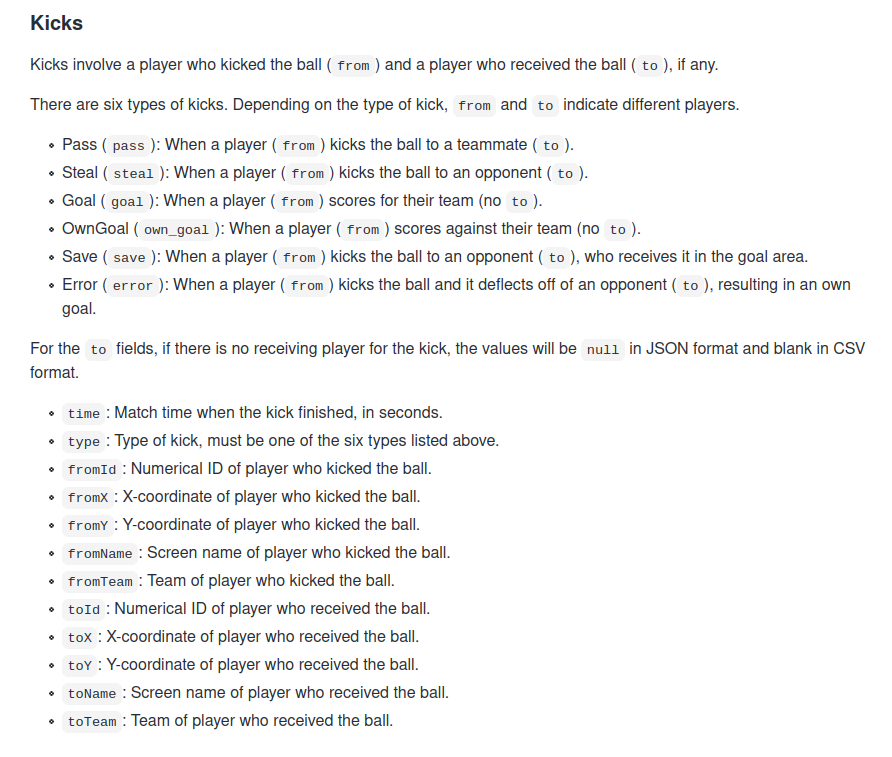 Kicks
Kicks involve a player who kicked the ball ( from ) and a player who received the ball ( to ), if any.
There are six types of kicks. Depending on the type of kick, from and to indicate different players.
Pass ( pass ): When a player ( from ) kicks the ball to a teammate ( to ).
Steal ( steal ): When a player ( from ) kicks the ball to an opponent ( to ).
Goal ( goal ): When a player ( from ) scores for their team (no to ).
OwnGoal ( own_goal ): When a player ( from ) scores against their team (no to ).
Save ( save ): When a player ( from ) kicks the ball to an opponent ( to ), who receives it in the goal area.
Error ( error ): When a player ( from ) kicks the ball and it deflects off of an opponent ( to ), resulting in an own
goal.
For the to fields, if there is no receiving player for the kick, the values will be null in JSON format and blank in CSV
format.
time : Match time when the kick finished, in seconds.
type : Type of kick, must be one of the six types listed above.
fromId : Numerical ID of player who kicked the ball.
fromX : X-coordinate of player who kicked the ball.
fromY : Y-coordinate of player who kicked the ball.
fromName : Screen name of player who kicked the ball.
fromTeam : Team of player who kicked the ball.
toId : Numerical ID of player who received the ball.
toX : X-coordinate of player who received the ball.
toY : Y-coordinate of player who received the ball.
toName : Screen name of player who received the ball.
toTeam : Team of player who received the ball.